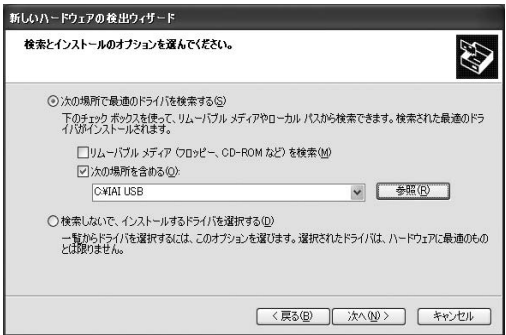 新しいハードウェアの検出ウィザード
検索とインストールのオプションを選んでください。
次の場所で最適のドライバを検索する(S)
下のチェック ボックスを使って、リムーバブル メディアやローカル パスから検索できます。検索された最適のドラ
イバがインストールされます。
リムーバブル メディア (フロッピー、CD-ROM など) を検索(M)
次の場所を含める(O):
C:¥IAI USB
参照(R)
検索しないで、インストールするドライバを選択する(D)
一覧からドライバを選択するには、このオプションを選びます。選択されたドライバは、ハードウェアに最適のもの
とは限りません。
< 戻る(B) 次へ(N) > キャンセル